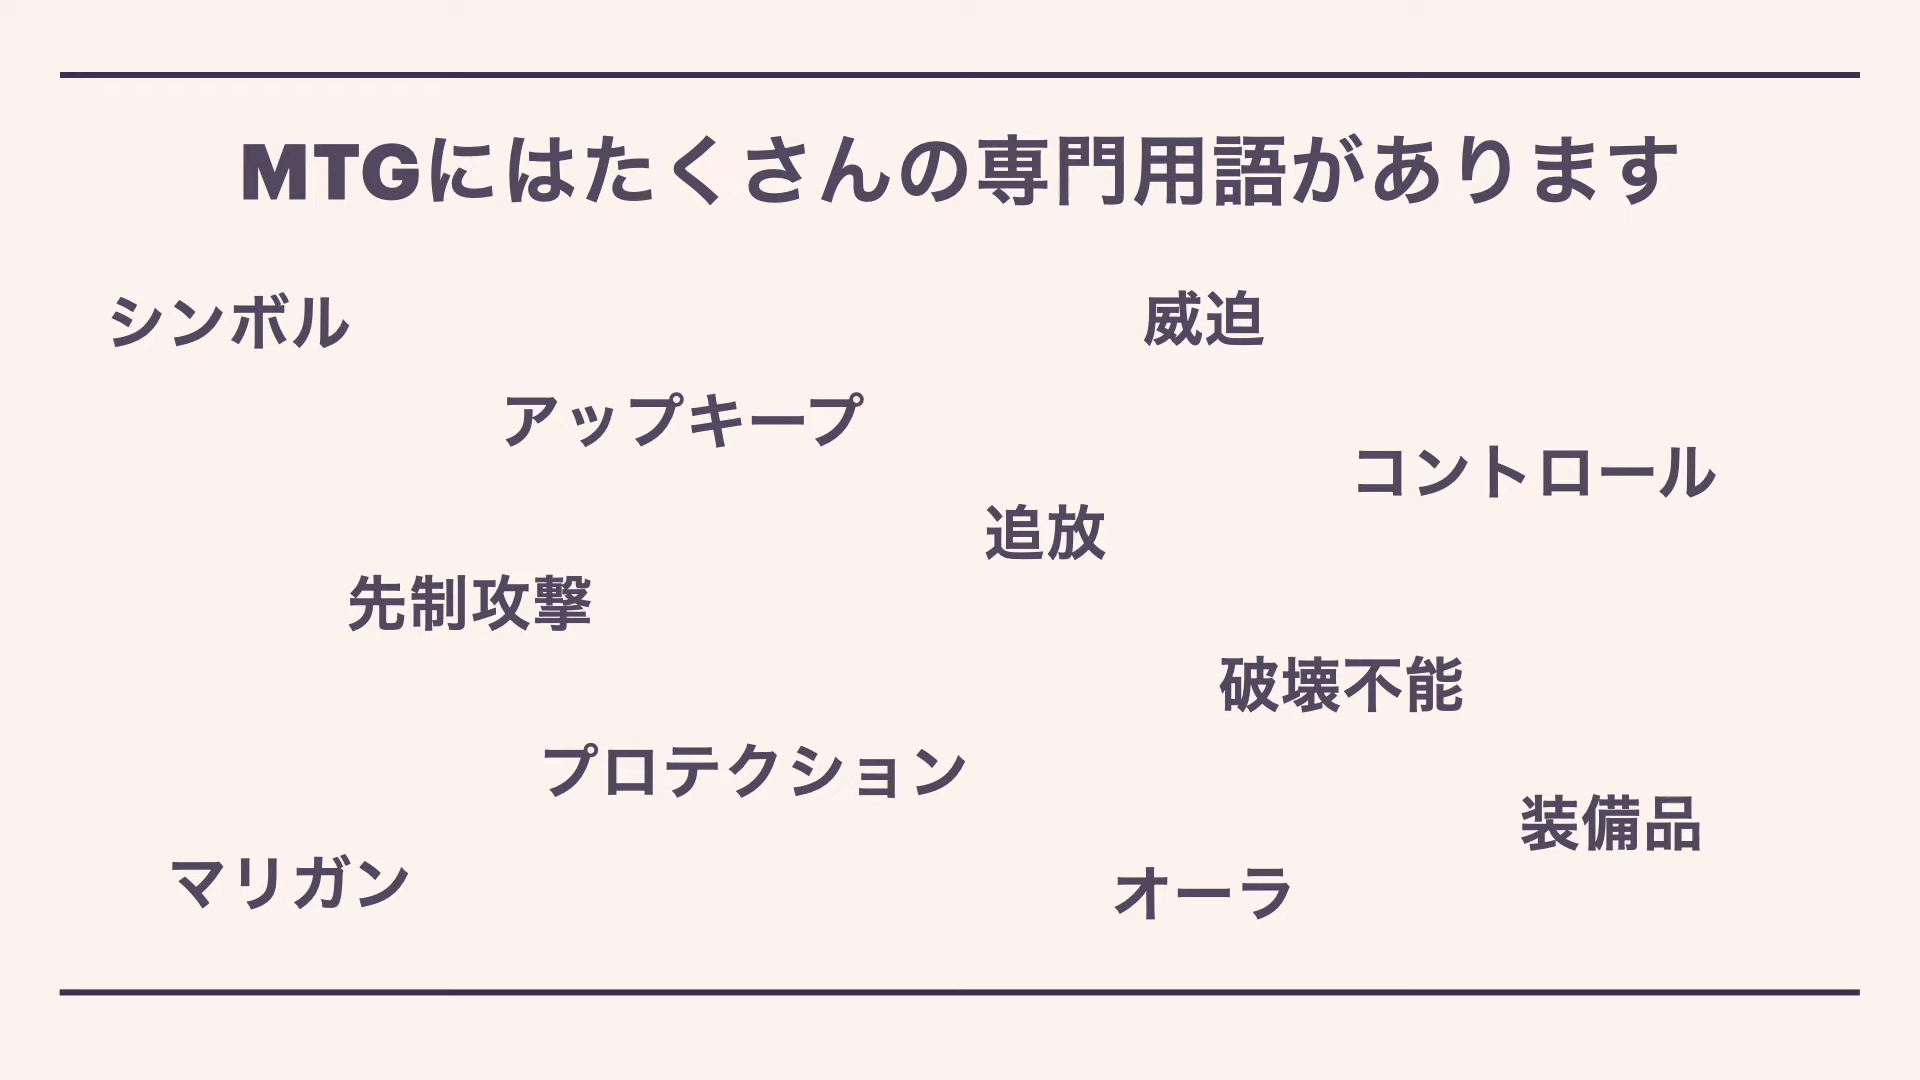 MTGにはたくさんの専門用語があります
シンボル
威迫
アップキープ
コントロール
追放
先制攻撃
破壊不能
プロテクション
装備品
マリガン
オーラ